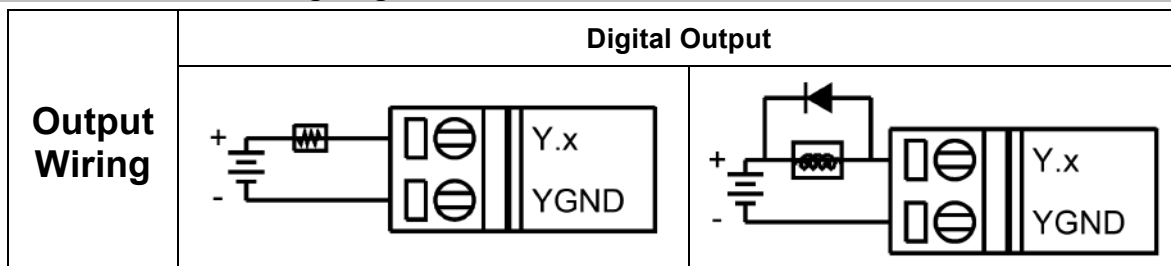 Digital Output
Output
Wiring
+
-
Y.x
YGND
+
-
Y.x
YGND